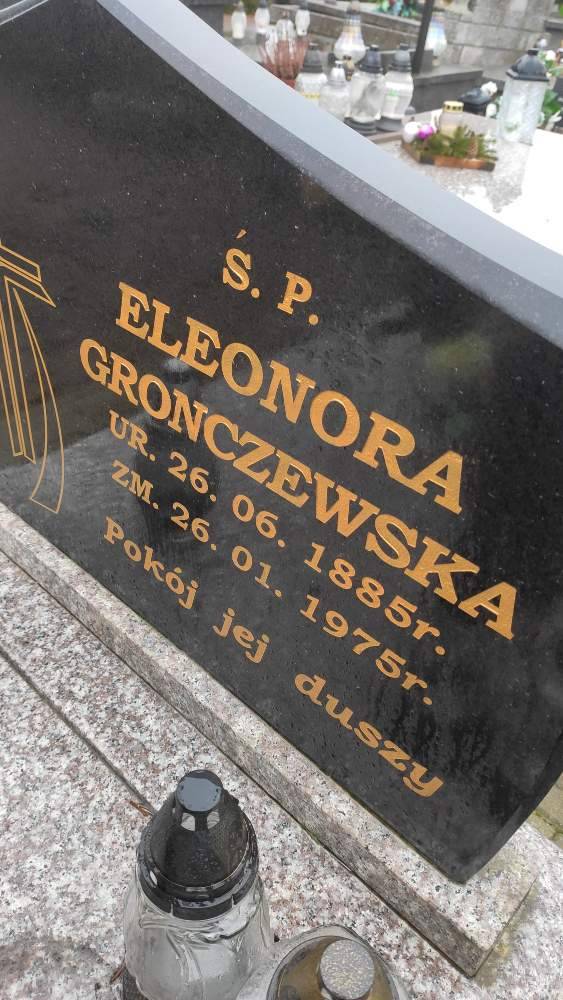 Ś. P.
ELEONORA
GRONCZEWSKA
UR. 26. 06. 1885r.
ZM. 26. 01. 1975r.
Pokój jej duszy